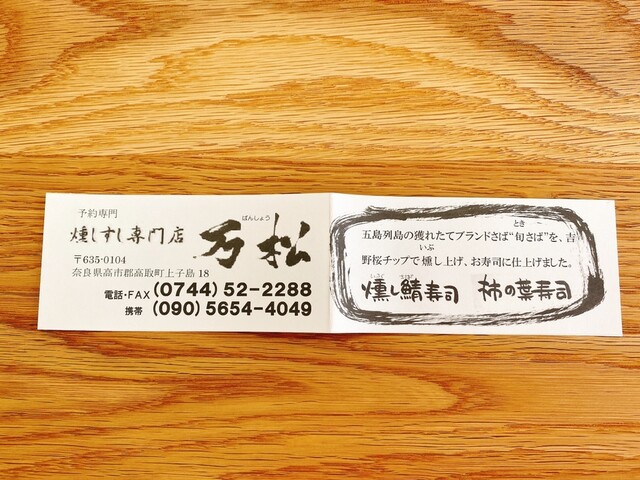 予約専門
燻しすし専門店
ばんしょう
万松
〒635-0104
奈良県高市郡高取町上子島 18
電話・FAX (0744) 52-2288
携帯 (090) 5654-4049
とき
五島列島の獲れたてブランドさば“旬さば”を、吉
いぶ
野桜チップで燻し上げ、お寿司に仕上げました。
燻し鯖寿司 柿の葉寿司